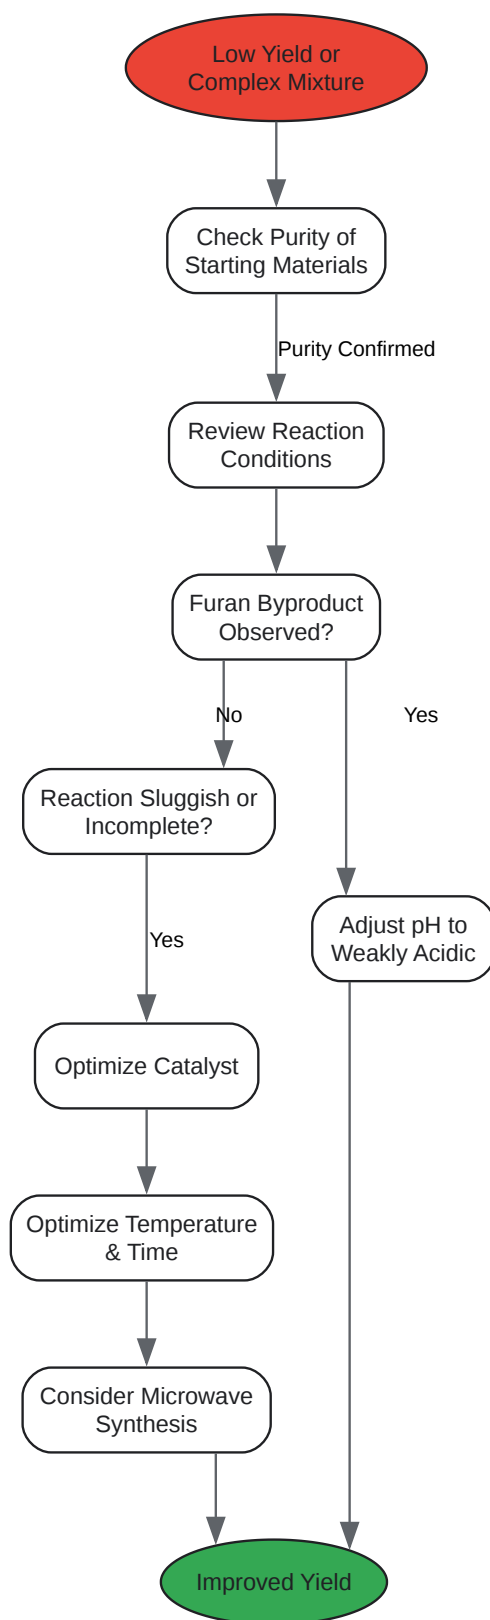 Low Yield or
Complex Mixture
Check Purity of
Starting Materials
Purity Confirmed
Review Reaction
Conditions
Furan Byproduct
Observed?
No
Yes
Reaction Sluggish or
Incomplete?
Adjust pH to
Weakly Acidic
Yes
Optimize Catalyst
Optimize Temperature
& Time
Consider Microwave
Synthesis
Improved Yield